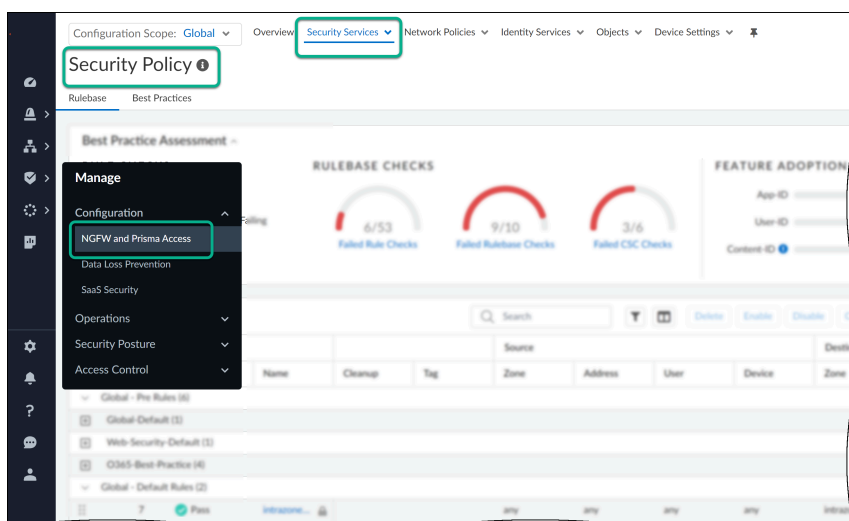 Configuration Scope: Global
Overview Security Services Network Policies Identity Services Objects Device Settings
Security Policy
Rulebase Best Practices
Best Practice Assessment
RULEBASE CHECKS FEATURE ADOPTION
Manage
App-ID
Configuration
Failing 6/53 9/10 3/6 User-ID
NGFW and Prisma Access Failed Rule Checks Failed Rulebase Checks Failed CSC Checks Content-ID
Data Loss Prevention
SaaS Security
Operations Search Delete Enable Disable
Security Posture Source
Access Control Name Cleanup Tag Zone Address User Device Zone
Global - Pre Rules (6)
Global-Default (1)
Web-Security-Default (1)
O365-Best-Practice (4)
Global - Default Rules (2)
7 Pass intrazone... any any any any